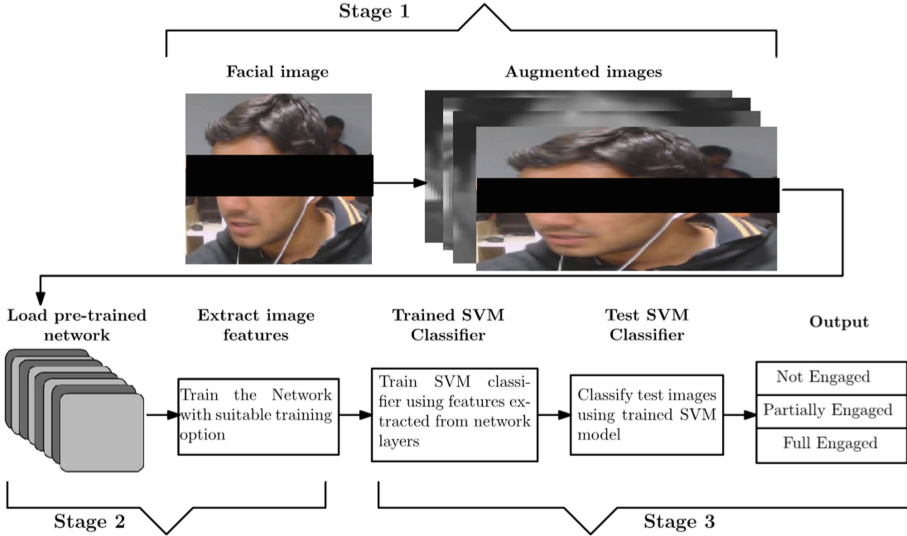 Stage 1
Facial image
Augmented images
Load pre-trained
network
Extract image
features
Trained SVM
Classifier
Test SVM
Classifier
Output
Train the Network
with suitable training
option
Train SVM classi-
fier using features ex-
tracted from network
layers
Classify test images
using trained SVM
model
Not Engaged
Partially Engaged
Full Engaged
Stage 2
Stage 3